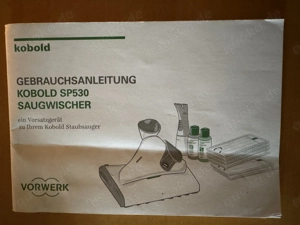 kobold
GEBRAUCHSANLEITUNG
KOBOLD SP530
SAUGWISCHER
ein Vorsatzgerät
zu Ihrem Kobold Staubsauger
VORWERK